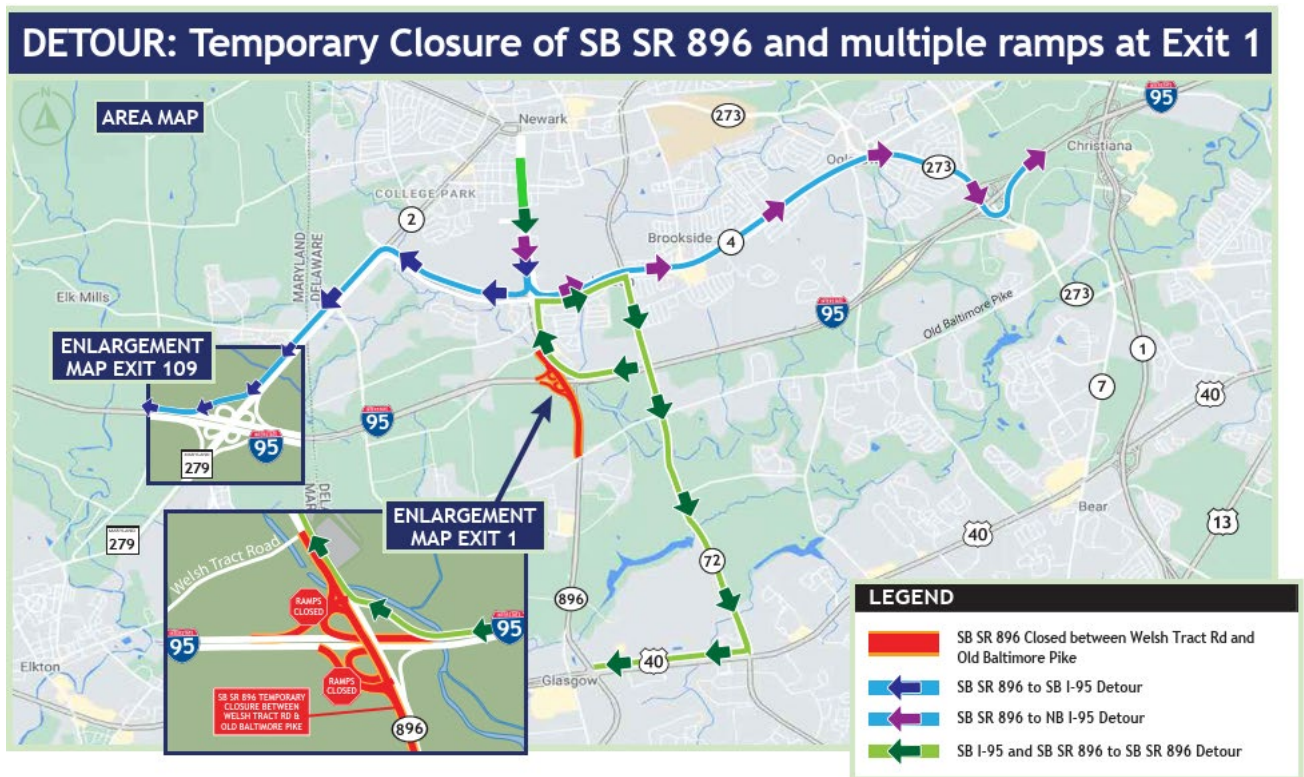 DETOUR: Temporary Closure of SB SR 896 and multiple ramps at Exit 1
N
AREA MAP
Newark
273
95
Christiana
273
COLLEGE PARK
2
Brookside
4
MARYLAND
DELAWARE
Elk Mills
95
273
Old Baltimore Pike
1
ENLARGEMENT
MAP EXIT 109
7
40
95
95
279
ENLARGEMENT
MAP EXIT 1
Bear
13
40
279
72
Welsh Tract Road
RAMPS
CLOSED
896
95
95
Elkton
40
Glasgow
RAMPS
CLOSED
SB SR 896 TEMPORARY
CLOSURE BETWEEN
WELSH TRACT RD &
OLD BALTIMORE PIKE
896
LEGEND
SB SR 896 Closed between Welsh Tract Rd and
Old Baltimore Pike
SB SR 896 to SB I-95 Detour
SB SR 896 to NB I-95 Detour
SB I-95 and SB SR 896 to SB SR 896 Detour